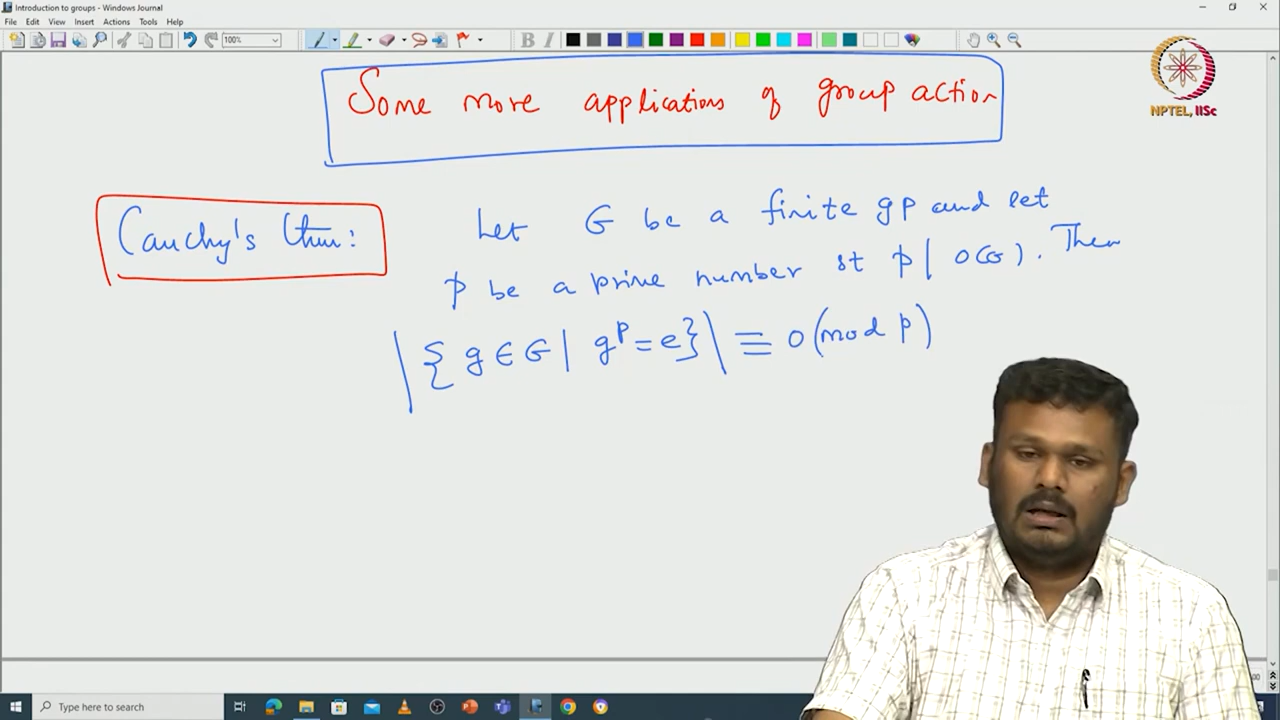 Introduction to groups - Windows Journal
File Edit View Insert Actions Tools Help
100%
B I
Some more applications of group action
NPTEL, IISc
Cauchy's thm: Let G be a finite gp and let
p be a prime number st p | o(G). Then
| { g ∈ G | g^p = e } | ≡ 0 (mod p)
Type here to search